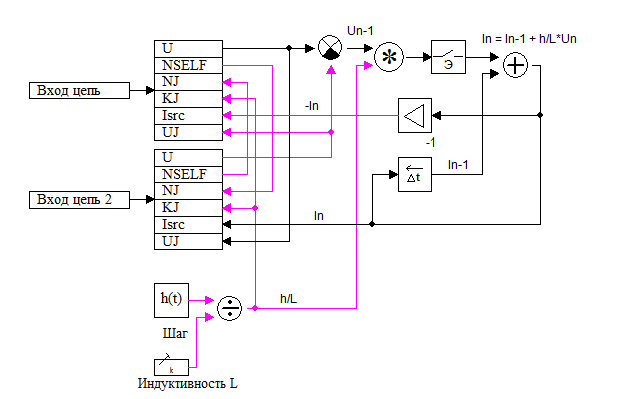 Un-1
In = In-1 + h/L*Un
U
NSELF
NJ
KJ
Isrc
UJ
Вход цепь
*
Э
+
-In
-1
U
NSELF
NJ
KJ
Isrc
UJ
Вход цепь 2
Δt
In-1
In
h(t)
÷
h/L
Шаг
k
Индуктивность L